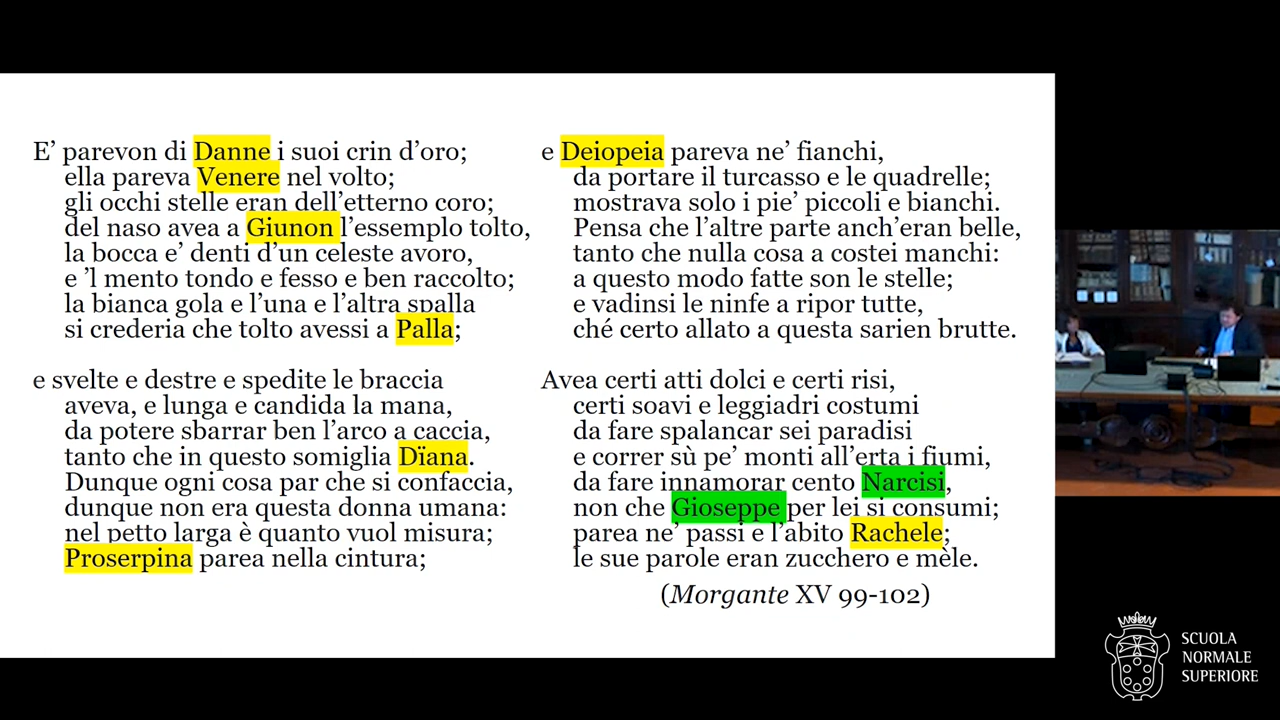 E’ parevon di Danne i suoi crin d’oro;
ella pareva Venere nel volto;
gli occhi stelle eran dell’etterno coro;
del naso avea a Giunon l’essemplo tolto,
la bocca e’ denti d’un celeste avoro,
e ’l mento tondo e fesso e ben raccolto;
la bianca gola e l’una e l’altra spalla
si crederia che tolto avessi a Palla;
e svelte e destre e spedite le braccia
aveva, e lunga e candida la mana,
da potere sbarrar ben l’arco a caccia,
tanto che in questo somiglia Dïana.
Dunque ogni cosa par che si confaccia,
dunque non era questa donna umana:
nel petto larga è quanto vuol misura;
Proserpina parea nella cintura;
e Deiopeia pareva ne’ fianchi,
da portare il turcasso e le quadrelle;
mostrava solo i pie’ piccoli e bianchi.
Pensa che l’altre parte anch’eran belle,
tanto che nulla cosa a costei manchi:
a questo modo fatte son le stelle;
e vadinsi le ninfe a ripor tutte,
ché certo allato a questa sarien brutte.
Avea certi atti dolci e certi risi,
certi soavi e leggiadri costumi
da fare spalancar sei paradisi
e correr sù pe’ monti all’erta i fiumi,
da fare innamorar cento Narcisi,
non che Gioseppe per lei si consumi;
parea ne’ passi e l’abito Rachele;
le sue parole eran zucchero e mèle.
(Morgante XV 99-102)
SCUOLA
NORMALE
SUPERIORE